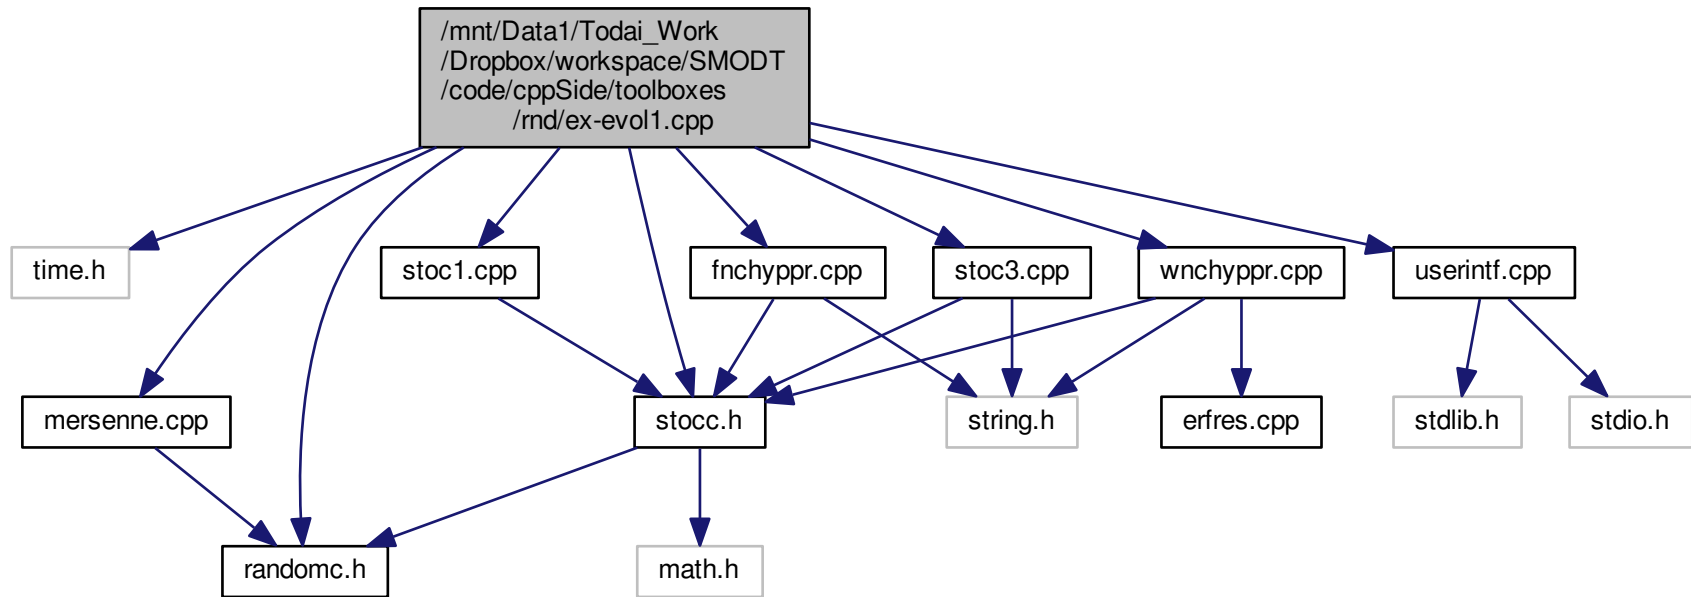 /mnt/Data1/Todai_Work
/Dropbox/workspace/SMODT
/code/cppSide/toolboxes
/rnd/ex-evol1.cpp
time.h
stoc1.cpp
fnchyppr.cpp
stoc3.cpp
wnchyppr.cpp
userintf.cpp
mersenne.cpp
stocc.h
string.h
erfres.cpp
stdlib.h
stdio.h
randomc.h
math.h